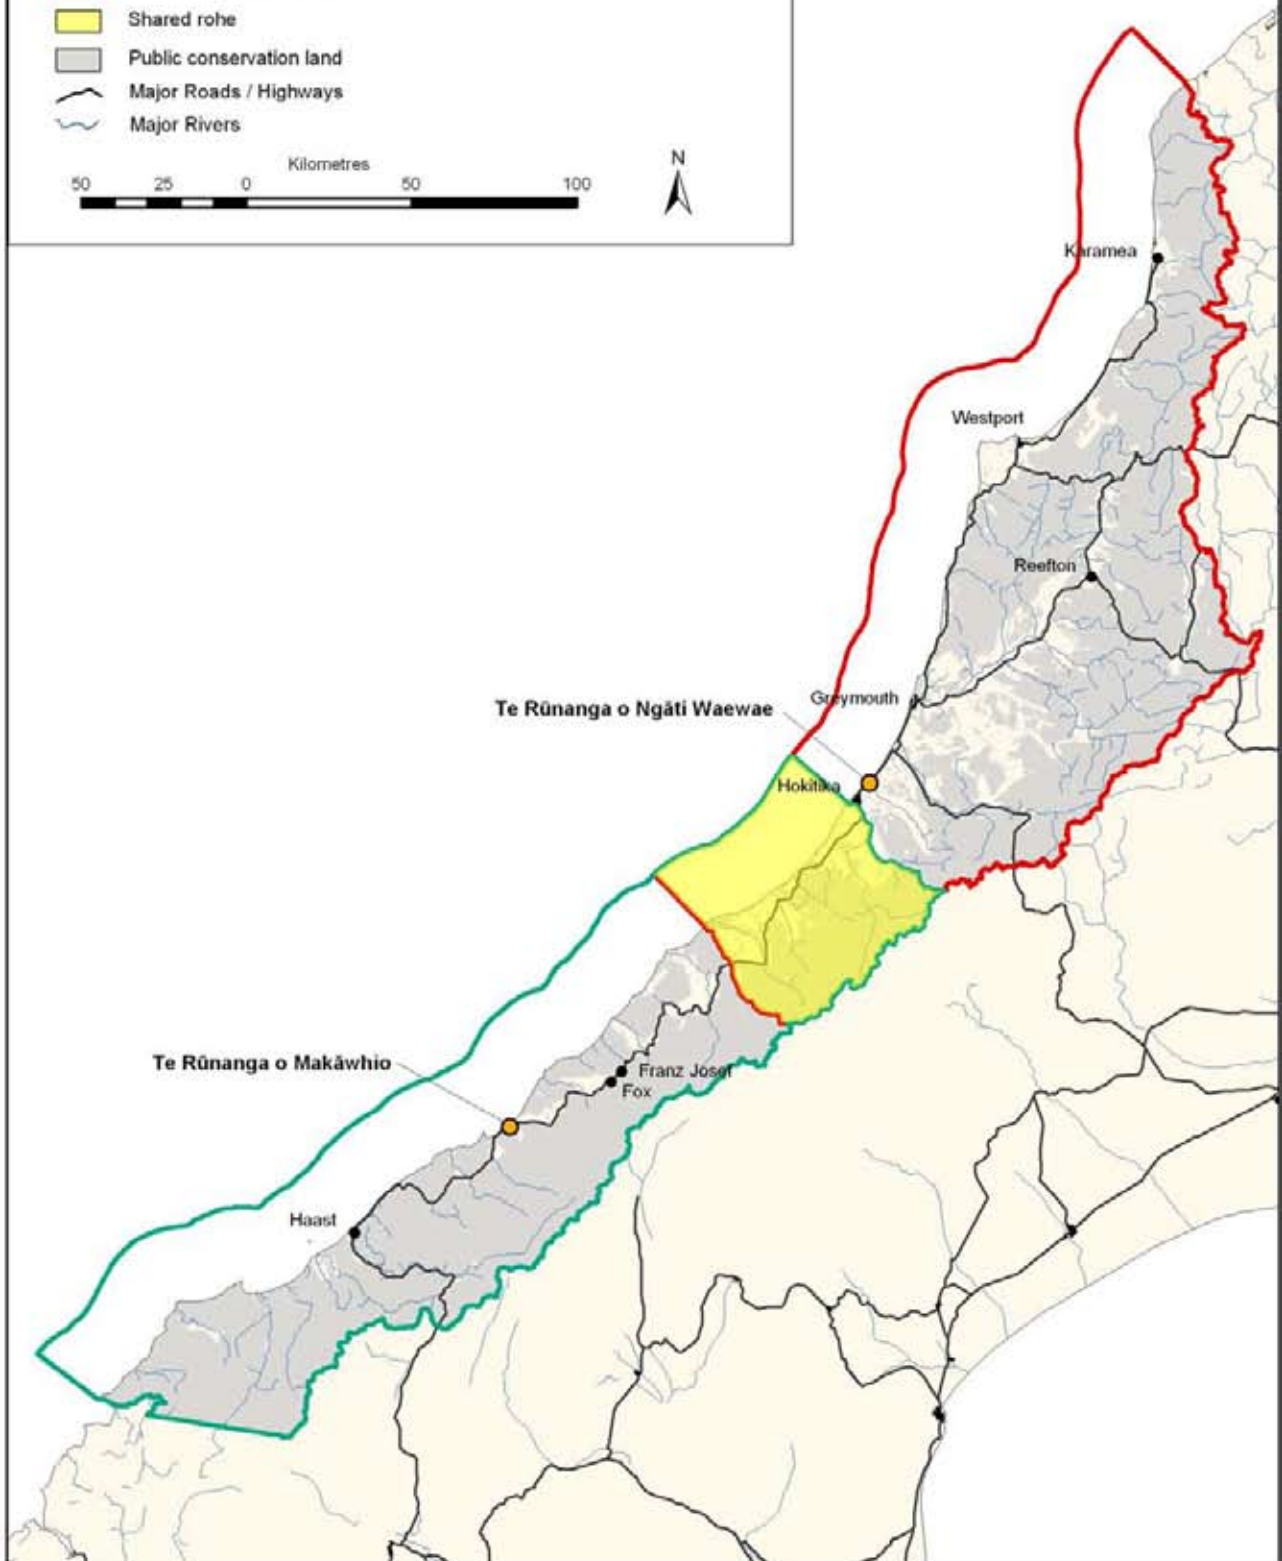 Shared rohe
Public conservation land
Major Roads / Highways
Major Rivers
Kilometres
50 25 0 50 100
N
Karamea
Westport
Reefton
Greymouth
Te Rūnanga o Ngāti Waewae
Hokitika
Te Rūnanga o Makāwhio
Franz Josef
Fox
Haast